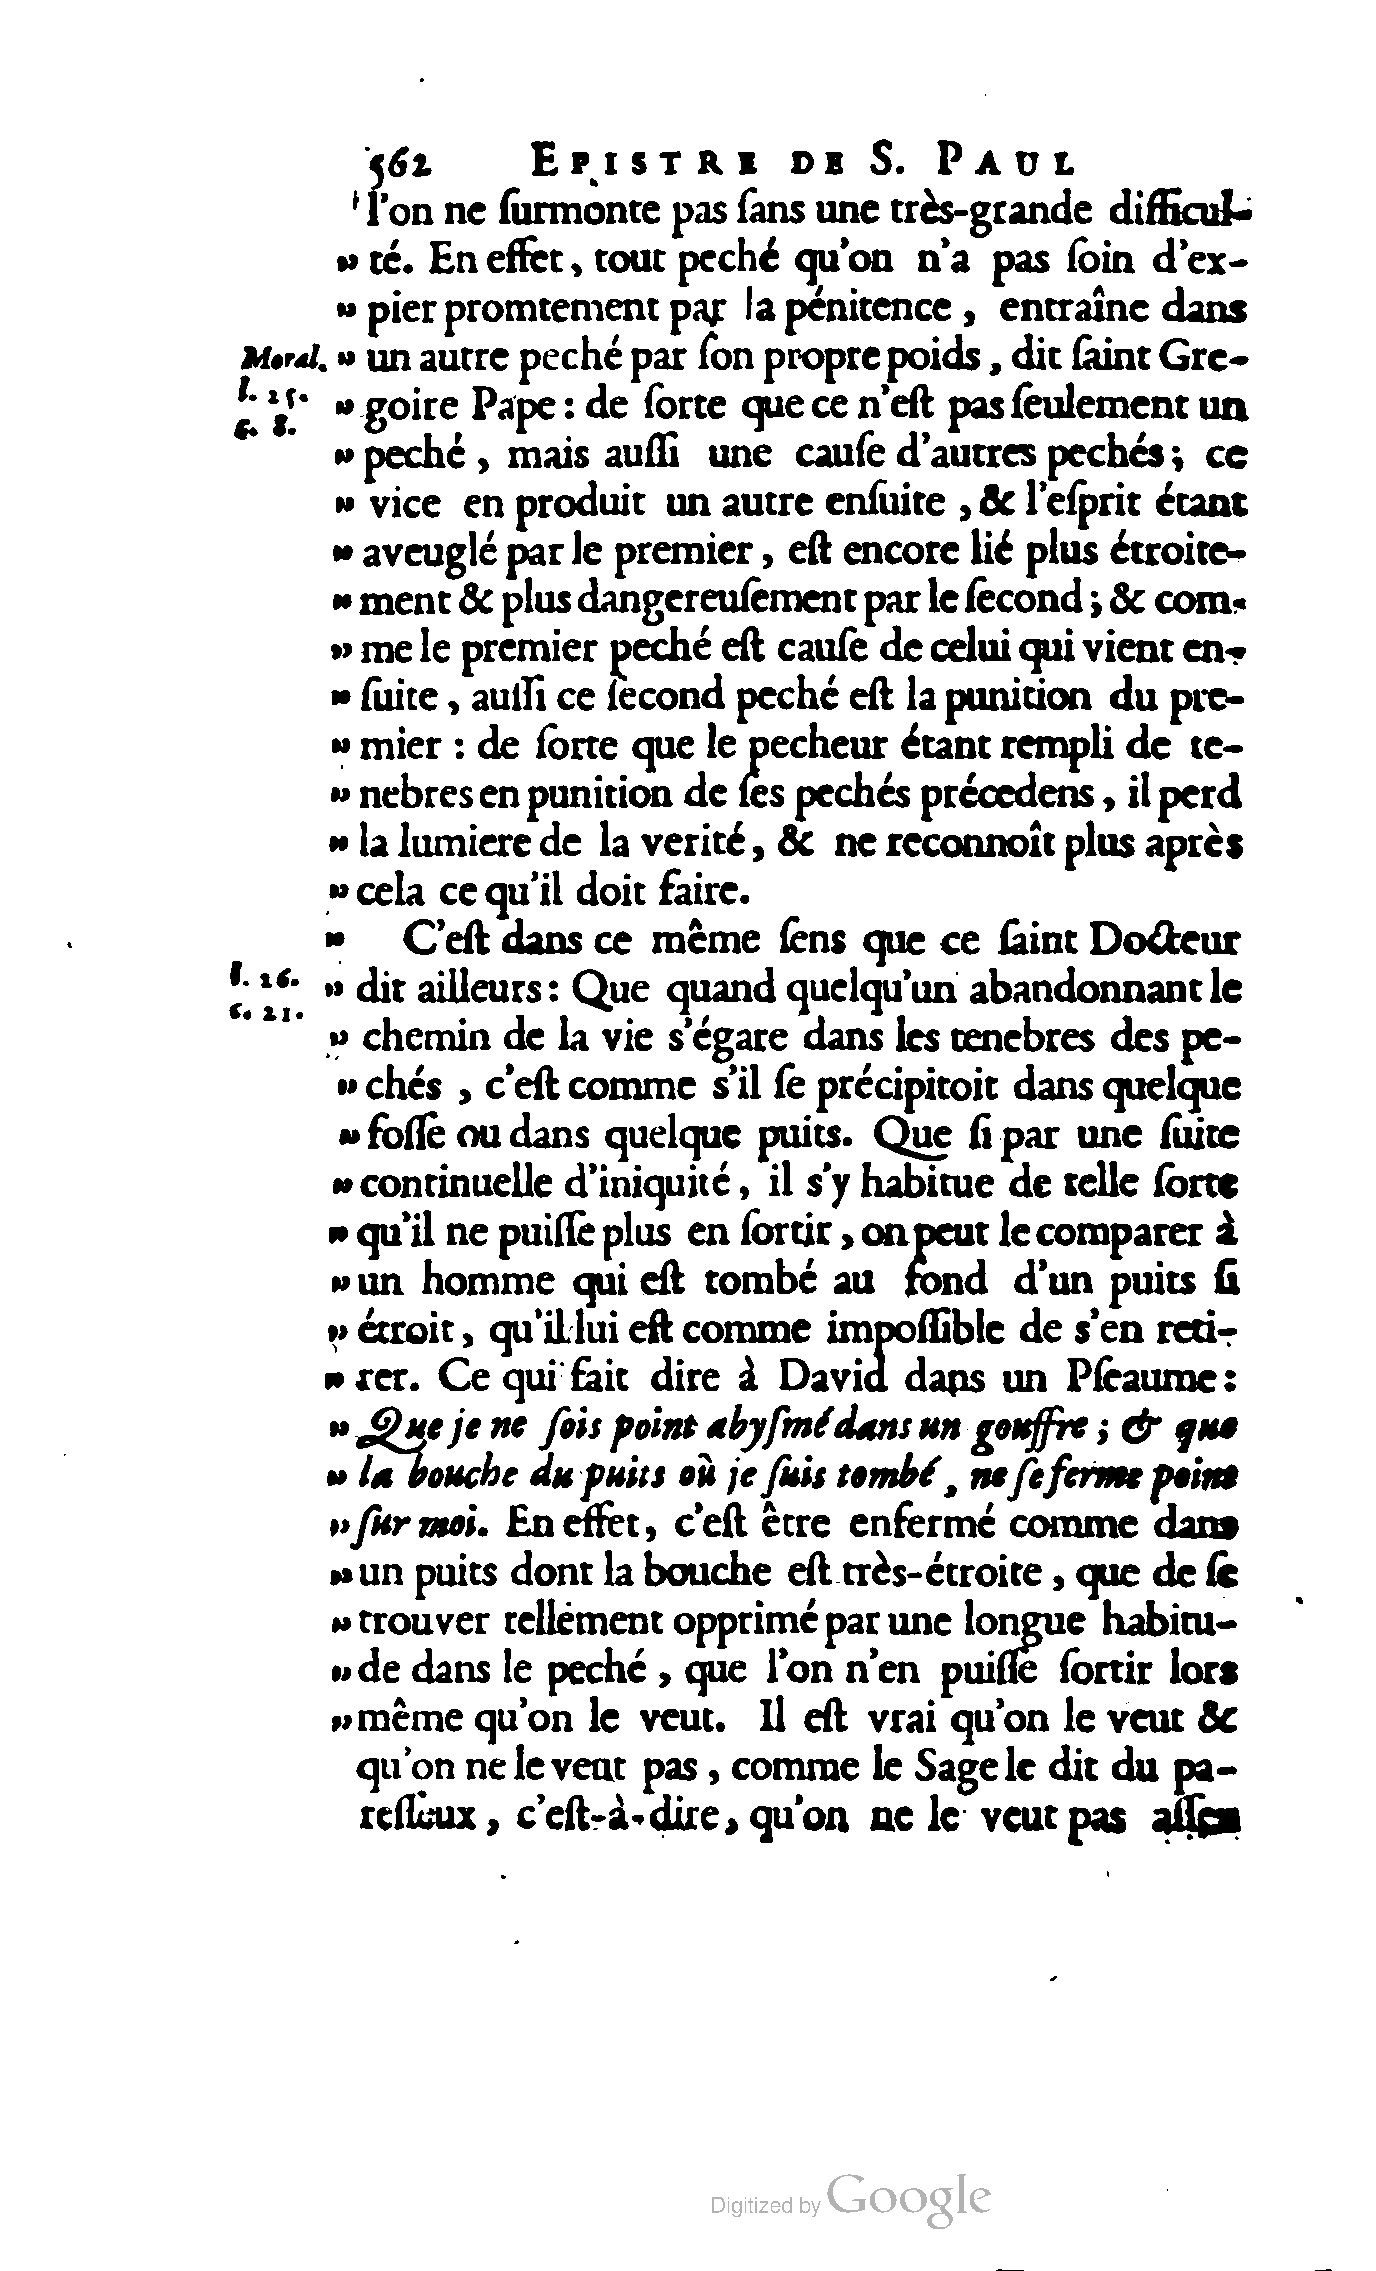 562 EPISTRE DE S. PAUL
l'on ne ſurmonte pas ſans une très-grande difficul-
„ té. En effet, tout peché qu'on n'a pas ſoin d'ex-
„ pier promtement par la pénitence, entraîne dans
Moral. „ un autre peché par ſon propre poids, dit ſaint Gre-
l. 25. „ goire Pape: de ſorte que ce n'eſt pas ſeulement un
c. 8.
„ peché, mais auſſi une cauſe d'autres pechés; ce
„ vice en produit un autre enſuite, & l'eſprit étant
„ aveuglé par le premier, eſt encore lié plus étroite-
„ ment & plus dangereuſement par le ſecond; & com-
„ me le premier peché eſt cauſe de celui qui vient en-
„ ſuite, auſſi ce ſecond peché eſt la punition du pre-
„ mier: de ſorte que le pecheur étant rempli de te-
„ nebres en punition de ſes pechés précedens, il perd
„ la lumiere de la verité, & ne reconnoît plus après
„ cela ce qu'il doit faire.
„ C'eſt dans ce même ſens que ce ſaint Docteur
l. 26. „ dit ailleurs: Que quand quelqu'un abandonnant le
c. 21.
„ chemin de la vie s'égare dans les tenebres des pe-
„ chés, c'eſt comme s'il ſe précipitoit dans quelque
„ foſſe ou dans quelque puits. Que ſi par une ſuite
„ continuelle d'iniquité, il s'y habitue de telle ſorte
„ qu'il ne puiſſe plus en ſortir, on peut le comparer à
„ un homme qui eſt tombé au fond d'un puits ſi
„ étroit, qu'il lui eſt comme impoſſible de s'en reti-
„ rer. Ce qui fait dire à David dans un Pſeaume:
„ Que je ne ſois point abyſmé dans un gouffre; & que
„ la bouche du puits où je ſuis tombé, ne ſe ferme point
„ ſur moi. En effet, c'eſt être enfermé comme dans
„ un puits dont la bouche eſt très-étroite, que de ſe
„ trouver tellement opprimé par une longue habitu-
„ de dans le peché, que l'on n'en puiſſe ſortir lors
„ même qu'on le veut. Il eſt vrai qu'on le veut &
qu'on ne le veut pas, comme le Sage le dit du pa-
reſſeux, c'eſt-à-dire, qu'on ne le veut pas aſſez
Digitized by Google